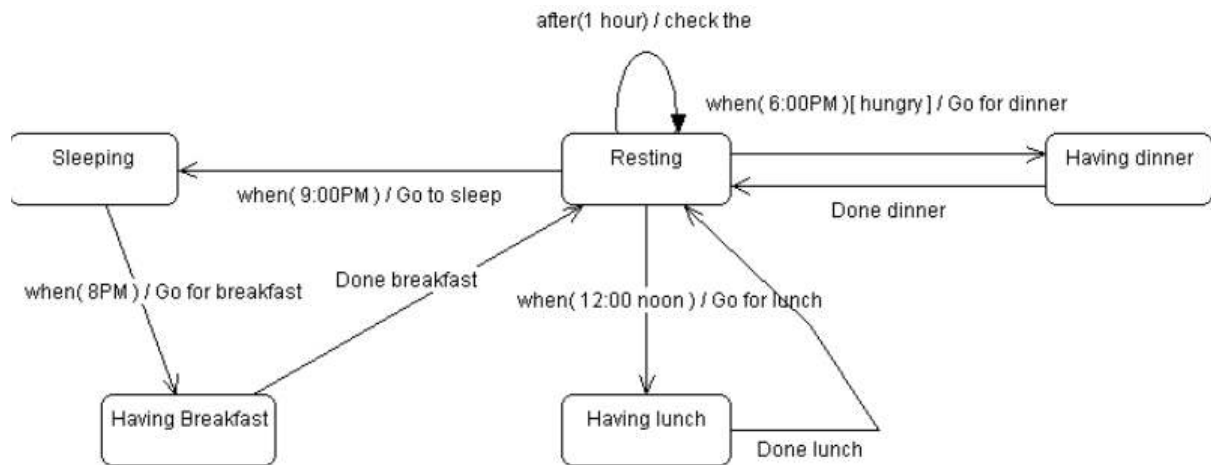 after(1 hour) / check the
when( 6:00PM )[ hungry ] / Go for dinner
Sleeping
Resting
Having dinner
when( 9:00PM ) / Go to sleep
Done dinner
Done breakfast
when( 8PM ) / Go for breakfast
when( 12:00 noon ) / Go for lunch
Having Breakfast
Having lunch
Done lunch